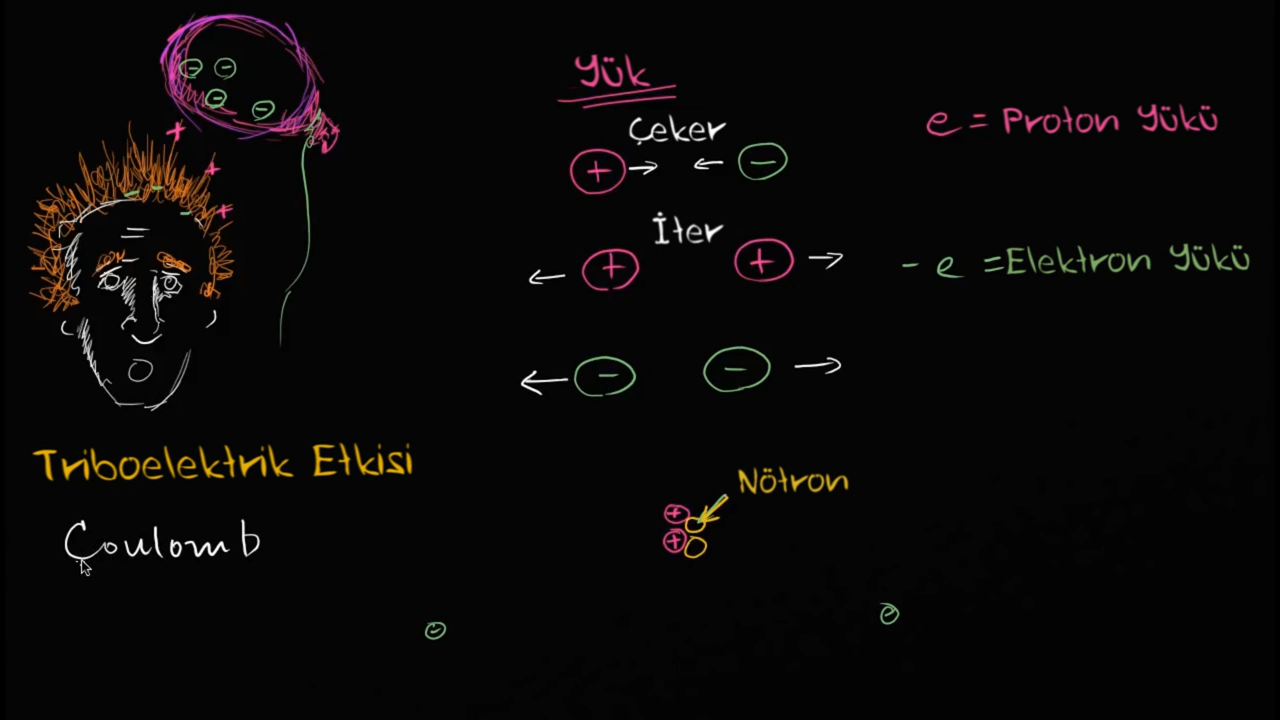 Yük
Çeker
+ → ← -
e = Proton Yükü
İter
← + + →
- e = Elektron Yükü
← - - →
Triboelektrik Etkisi
Nötron
Coulomb